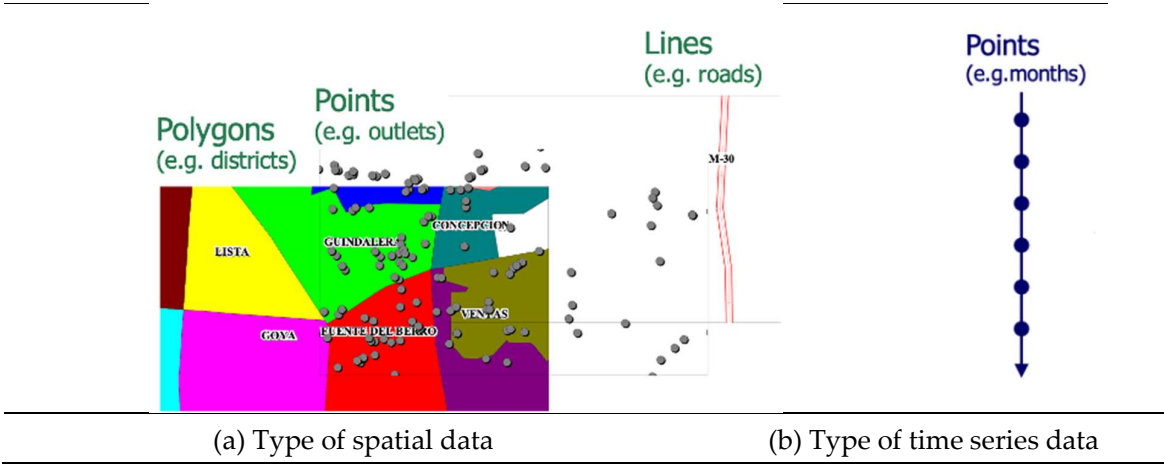 Polygons
(e.g. districts)
Points
(e.g. outlets)
Lines
(e.g. roads)
Points
(e.g.months)
M-30
LISTA
GUINDALERA
CONCEPCION
GOYA
FUENTE DEL BERRO
VENTAS
(a) Type of spatial data
(b) Type of time series data